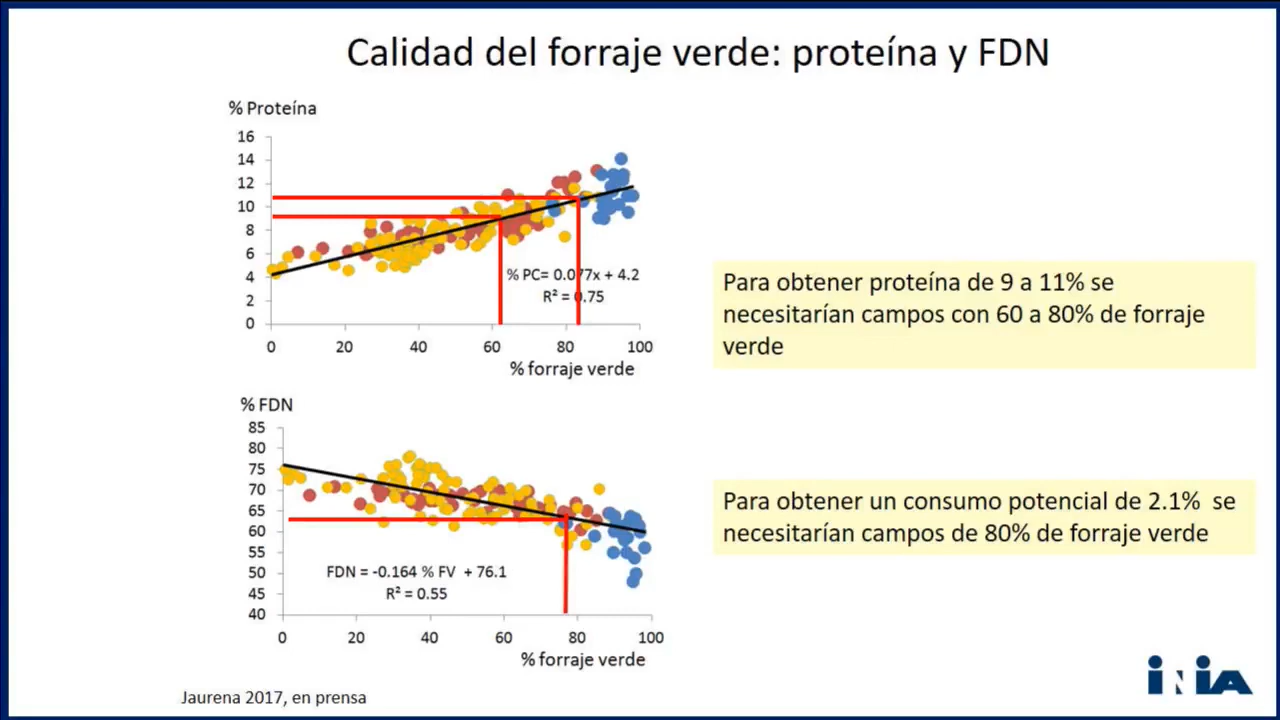 Calidad del forraje verde: proteína y FDN
% Proteína
16
14
12
10
8
6
4
2
0
% PC= 0.077x + 4.2
R² = 0.75
0 20 40 60 80 100
% forraje verde
Para obtener proteína de 9 a 11% se
necesitarían campos con 60 a 80% de forraje
verde
% FDN
85
80
75
70
65
60
55
50
45
40
FDN = -0.164 % FV + 76.1
R² = 0.55
0 20 40 60 80 100
% forraje verde
Para obtener un consumo potencial de 2.1% se
necesitarían campos de 80% de forraje verde
Jaurena 2017, en prensa
INIA